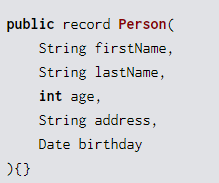 public record Person(
    String firstName,
    String lastName,
    int age,
    String address,
    Date birthday
){}